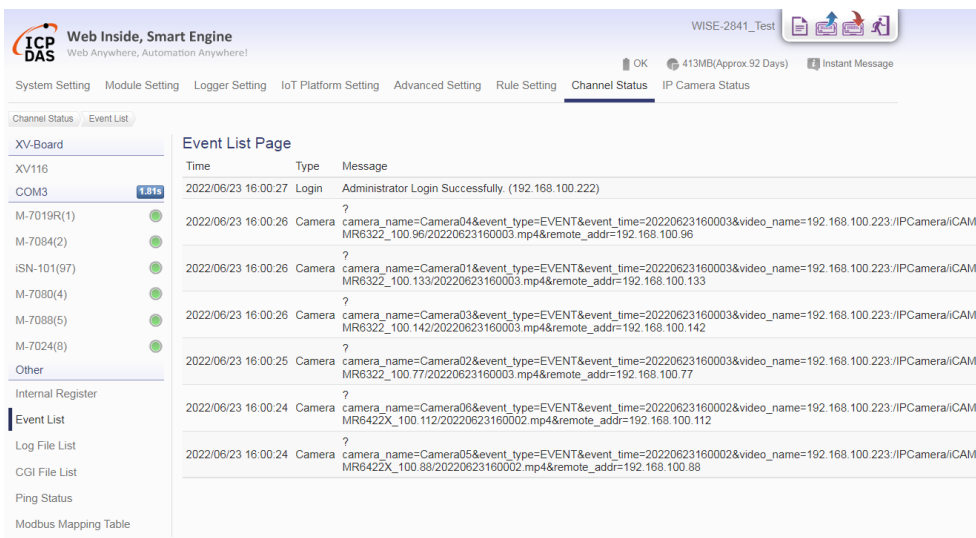 ICP
DAS
Web Inside, Smart Engine
Web Anywhere, Automation Anywhere!
WISE-2841_Test
OK
413MB(Approx.92 Days)
Instant Message
System Setting Module Setting Logger Setting IoT Platform Setting Advanced Setting Rule Setting Channel Status IP Camera Status
Channel Status Event List
XV-Board
XV116
COM3 1.81s
M-7019R(1)
M-7084(2)
iSN-101(97)
M-7080(4)
M-7088(5)
M-7024(8)
Other
Internal Register
Event List
Log File List
CGI File List
Ping Status
Modbus Mapping Table
Event List Page
Time Type Message
2022/06/23 16:00:27 Login Administrator Login Successfully. (192.168.100.222)
?
2022/06/23 16:00:26 Camera camera_name=Camera04&event_type=EVENT&event_time=20220623160003&video_name=192.168.100.223:/IPCamera/iCAM
MR6322_100.96/20220623160003.mp4&remote_addr=192.168.100.96
?
2022/06/23 16:00:26 Camera camera_name=Camera01&event_type=EVENT&event_time=20220623160003&video_name=192.168.100.223:/IPCamera/iCAM
MR6322_100.133/20220623160003.mp4&remote_addr=192.168.100.133
?
2022/06/23 16:00:26 Camera camera_name=Camera03&event_type=EVENT&event_time=20220623160003&video_name=192.168.100.223:/IPCamera/iCAM
MR6322_100.142/20220623160003.mp4&remote_addr=192.168.100.142
?
2022/06/23 16:00:25 Camera camera_name=Camera02&event_type=EVENT&event_time=20220623160003&video_name=192.168.100.223:/IPCamera/iCAM
MR6322_100.77/20220623160003.mp4&remote_addr=192.168.100.77
?
2022/06/23 16:00:24 Camera camera_name=Camera06&event_type=EVENT&event_time=20220623160002&video_name=192.168.100.223:/IPCamera/iCAM
MR6422X_100.112/20220623160002.mp4&remote_addr=192.168.100.112
?
2022/06/23 16:00:24 Camera camera_name=Camera05&event_type=EVENT&event_time=20220623160002&video_name=192.168.100.223:/IPCamera/iCAM
MR6422X_100.88/20220623160002.mp4&remote_addr=192.168.100.88